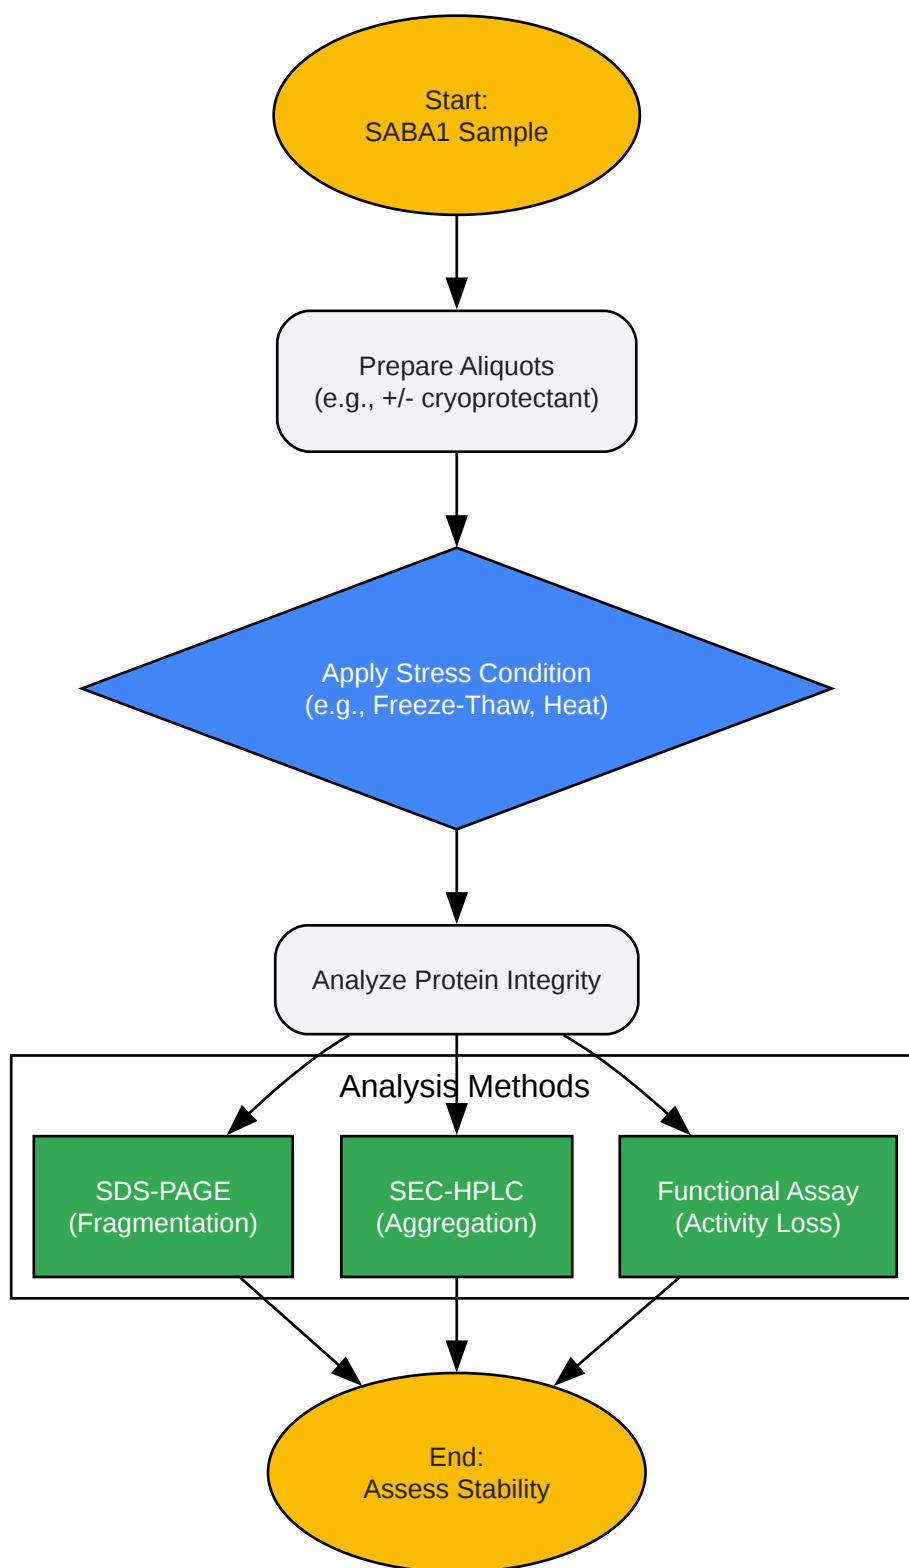 Start:
SABA1 Sample
Prepare Aliquots
(e.g., +/- cryoprotectant)
Apply Stress Condition
(e.g., Freeze-Thaw, Heat)
Analyze Protein Integrity
Analysis Methods
SDS-PAGE
(Fragmentation)
SEC-HPLC
(Aggregation)
Functional Assay
(Activity Loss)
End:
Assess Stability